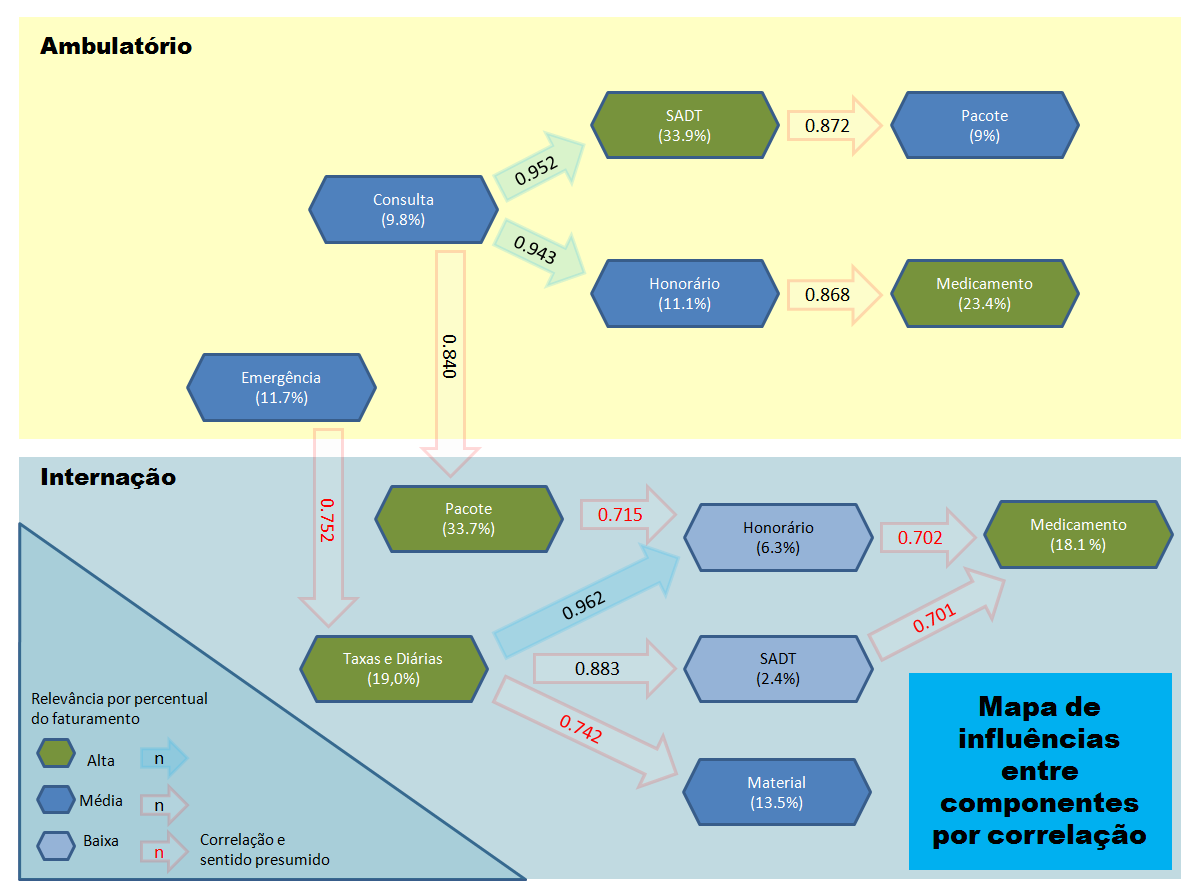 Ambulatório
SADT
(33.9%)
0.872
Pacote
(9%)
0.952
Consulta
(9.8%)
0.943
Honorário
(11.1%)
0.868
Medicamento
(23.4%)
0.840
Emergência
(11.7%)
Internação
0.752
Pacote
(33.7%)
0.715
Honorário
(6.3%)
0.702
Medicamento
(18.1 %)
0.962
0.701
Taxas e Diárias
(19,0%)
0.883
SADT
(2.4%)
0.742
Material
(13.5%)
Relevância por percentual
do faturamento
Alta
n
Média
n
Baixa
n
Correlação e
sentido presumido
Mapa de
influências
entre
componentes
por correlação